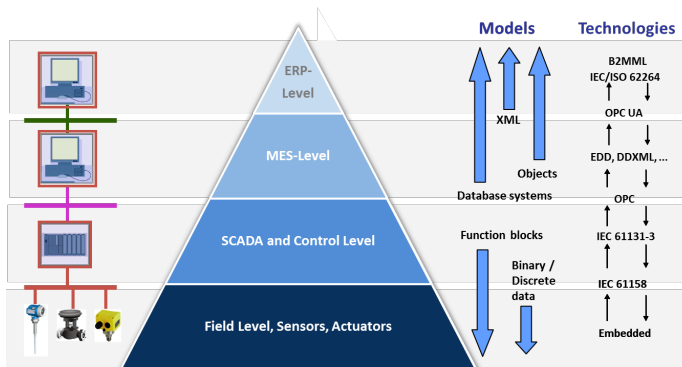 Models
Technologies
ERP-
Level
MES-Level
SCADA and Control Level
Field Level, Sensors, Actuators
XML
Objects
Database systems
Function blocks
Binary /
Discrete
data
B2MML
IEC/ISO 62264
OPC UA
EDD, DDXML, ...
OPC
IEC 61131-3
IEC 61158
Embedded